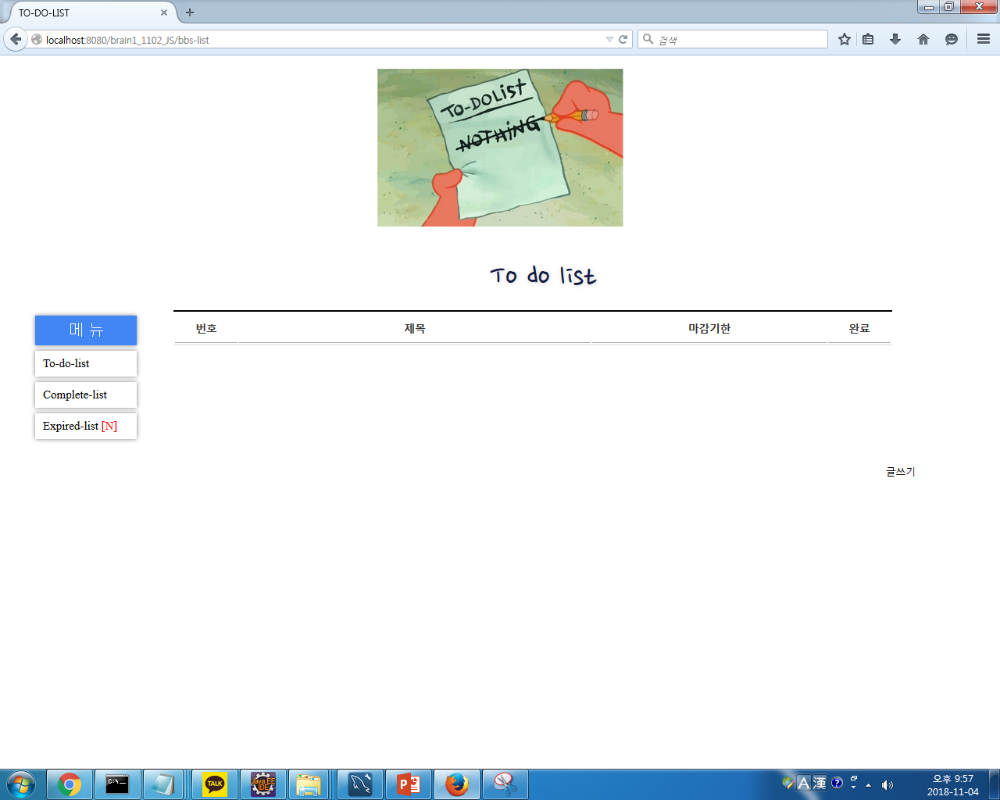 TO-DO-LIST
localhost:8080/brain1_1102_JS/bbs-list
검색
TO-DOLIST
NOTHING
To do list
메 뉴
번호 제목 마감기한 완료
To-do-list
Complete-list
Expired-list [N]
글쓰기
C:\_
TALK
Java EE
IDE
P
A 漢 ?
오후 9:57
2018-11-04